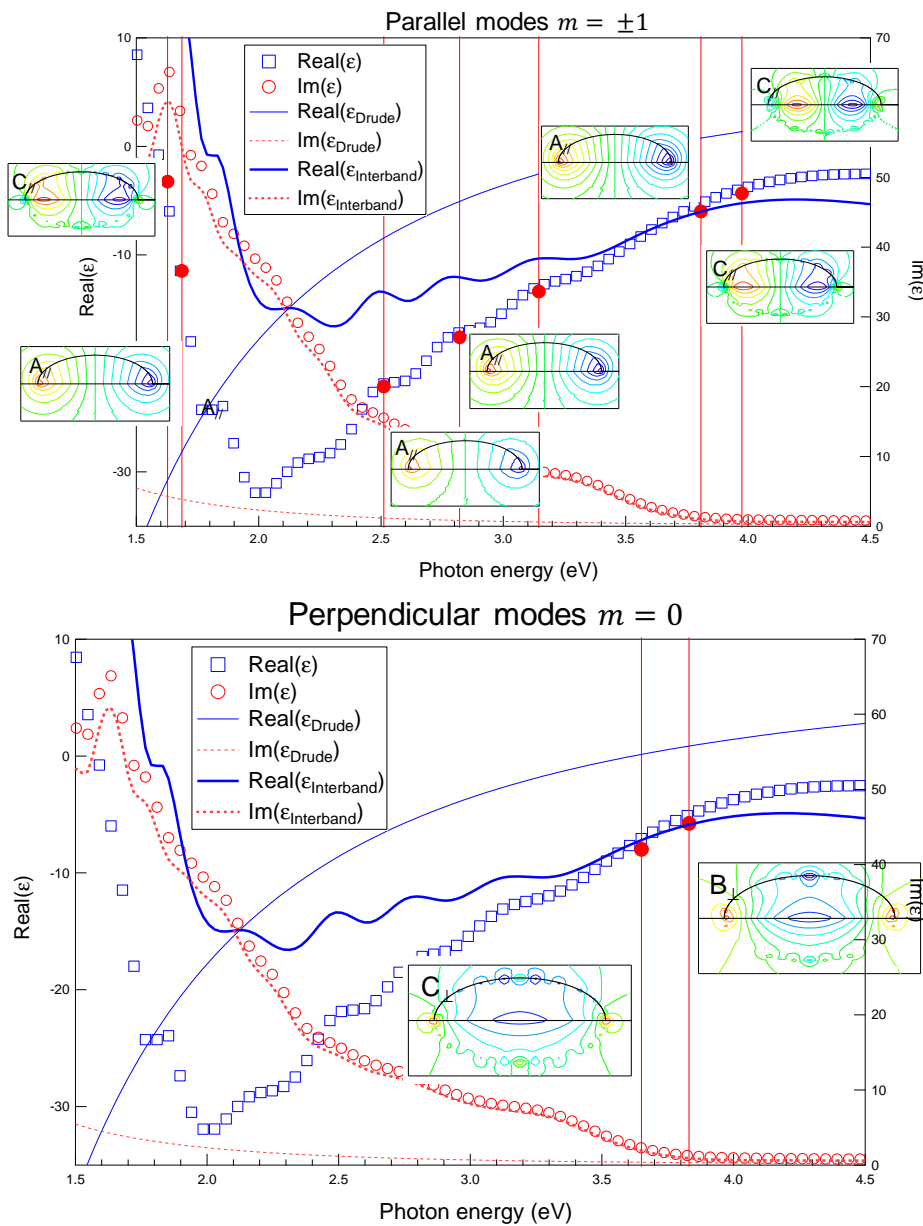 Parallel modes m = ±1
10
0
-10
-30
Real(ε)
70
50
40
30
20
10
0
Im(ε)
Real(ε)
Im(ε)
Real(εDrude)
Im(εDrude)
Real(εInterband)
Im(εInterband)
C//
A//
C//
A//
C//
A//
A//
A//
1.5
2.0
2.5
3.0
3.5
4.0
4.5
Photon energy (eV)
Perpendicular modes m = 0
10
0
-10
-20
-30
Real(ε)
70
60
50
40
30
20
10
0
Im(ε)
Real(ε)
Im(ε)
Real(εDrude)
Im(εDrude)
Real(εInterband)
Im(εInterband)
B⊥
C⊥
1.5
2.0
2.5
3.0
3.5
4.0
4.5
Photon energy (eV)